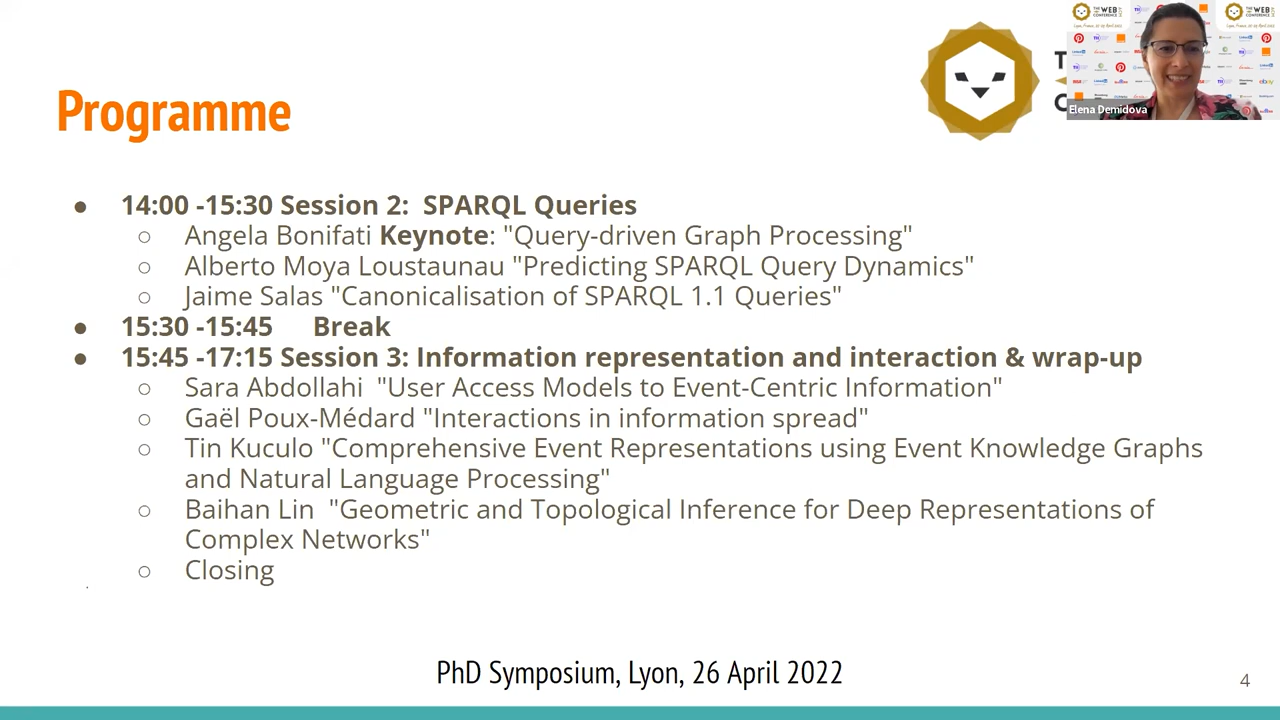 Programme
THE WEB CONFERENCE
Elena Demidova
● 14:00 -15:30 Session 2:  SPARQL Queries
○ Angela Bonifati Keynote: "Query-driven Graph Processing"
○ Alberto Moya Loustaunau "Predicting SPARQL Query Dynamics"
○ Jaime Salas "Canonicalisation of SPARQL 1.1 Queries"
● 15:30 -15:45 Break
● 15:45 -17:15 Session 3: Information representation and interaction & wrap-up
○ Sara Abdollahi  "User Access Models to Event-Centric Information"
○ Gaël Poux-Médard "Interactions in information spread"
○ Tin Kuculo "Comprehensive Event Representations using Event Knowledge Graphs
and Natural Language Processing"
○ Baihan Lin  "Geometric and Topological Inference for Deep Representations of
Complex Networks"
○ Closing
PhD Symposium, Lyon, 26 April 2022
4